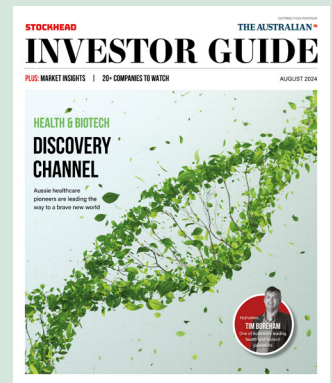 DISTRIBUTION PARTNER
STOCKHEAD
THE AUSTRALIAN
INVESTOR GUIDE
PLUS: MARKET INSIGHTS | 20+ COMPANIES TO WATCH
AUGUST 2024
HEALTH & BIOTECH
DISCOVERY
CHANNEL
Aussie healthcare
pioneers are leading the
way to a brave new world
FEATURING
TIM BOREHAM
One of Australia's leading
health and biotech
journalists